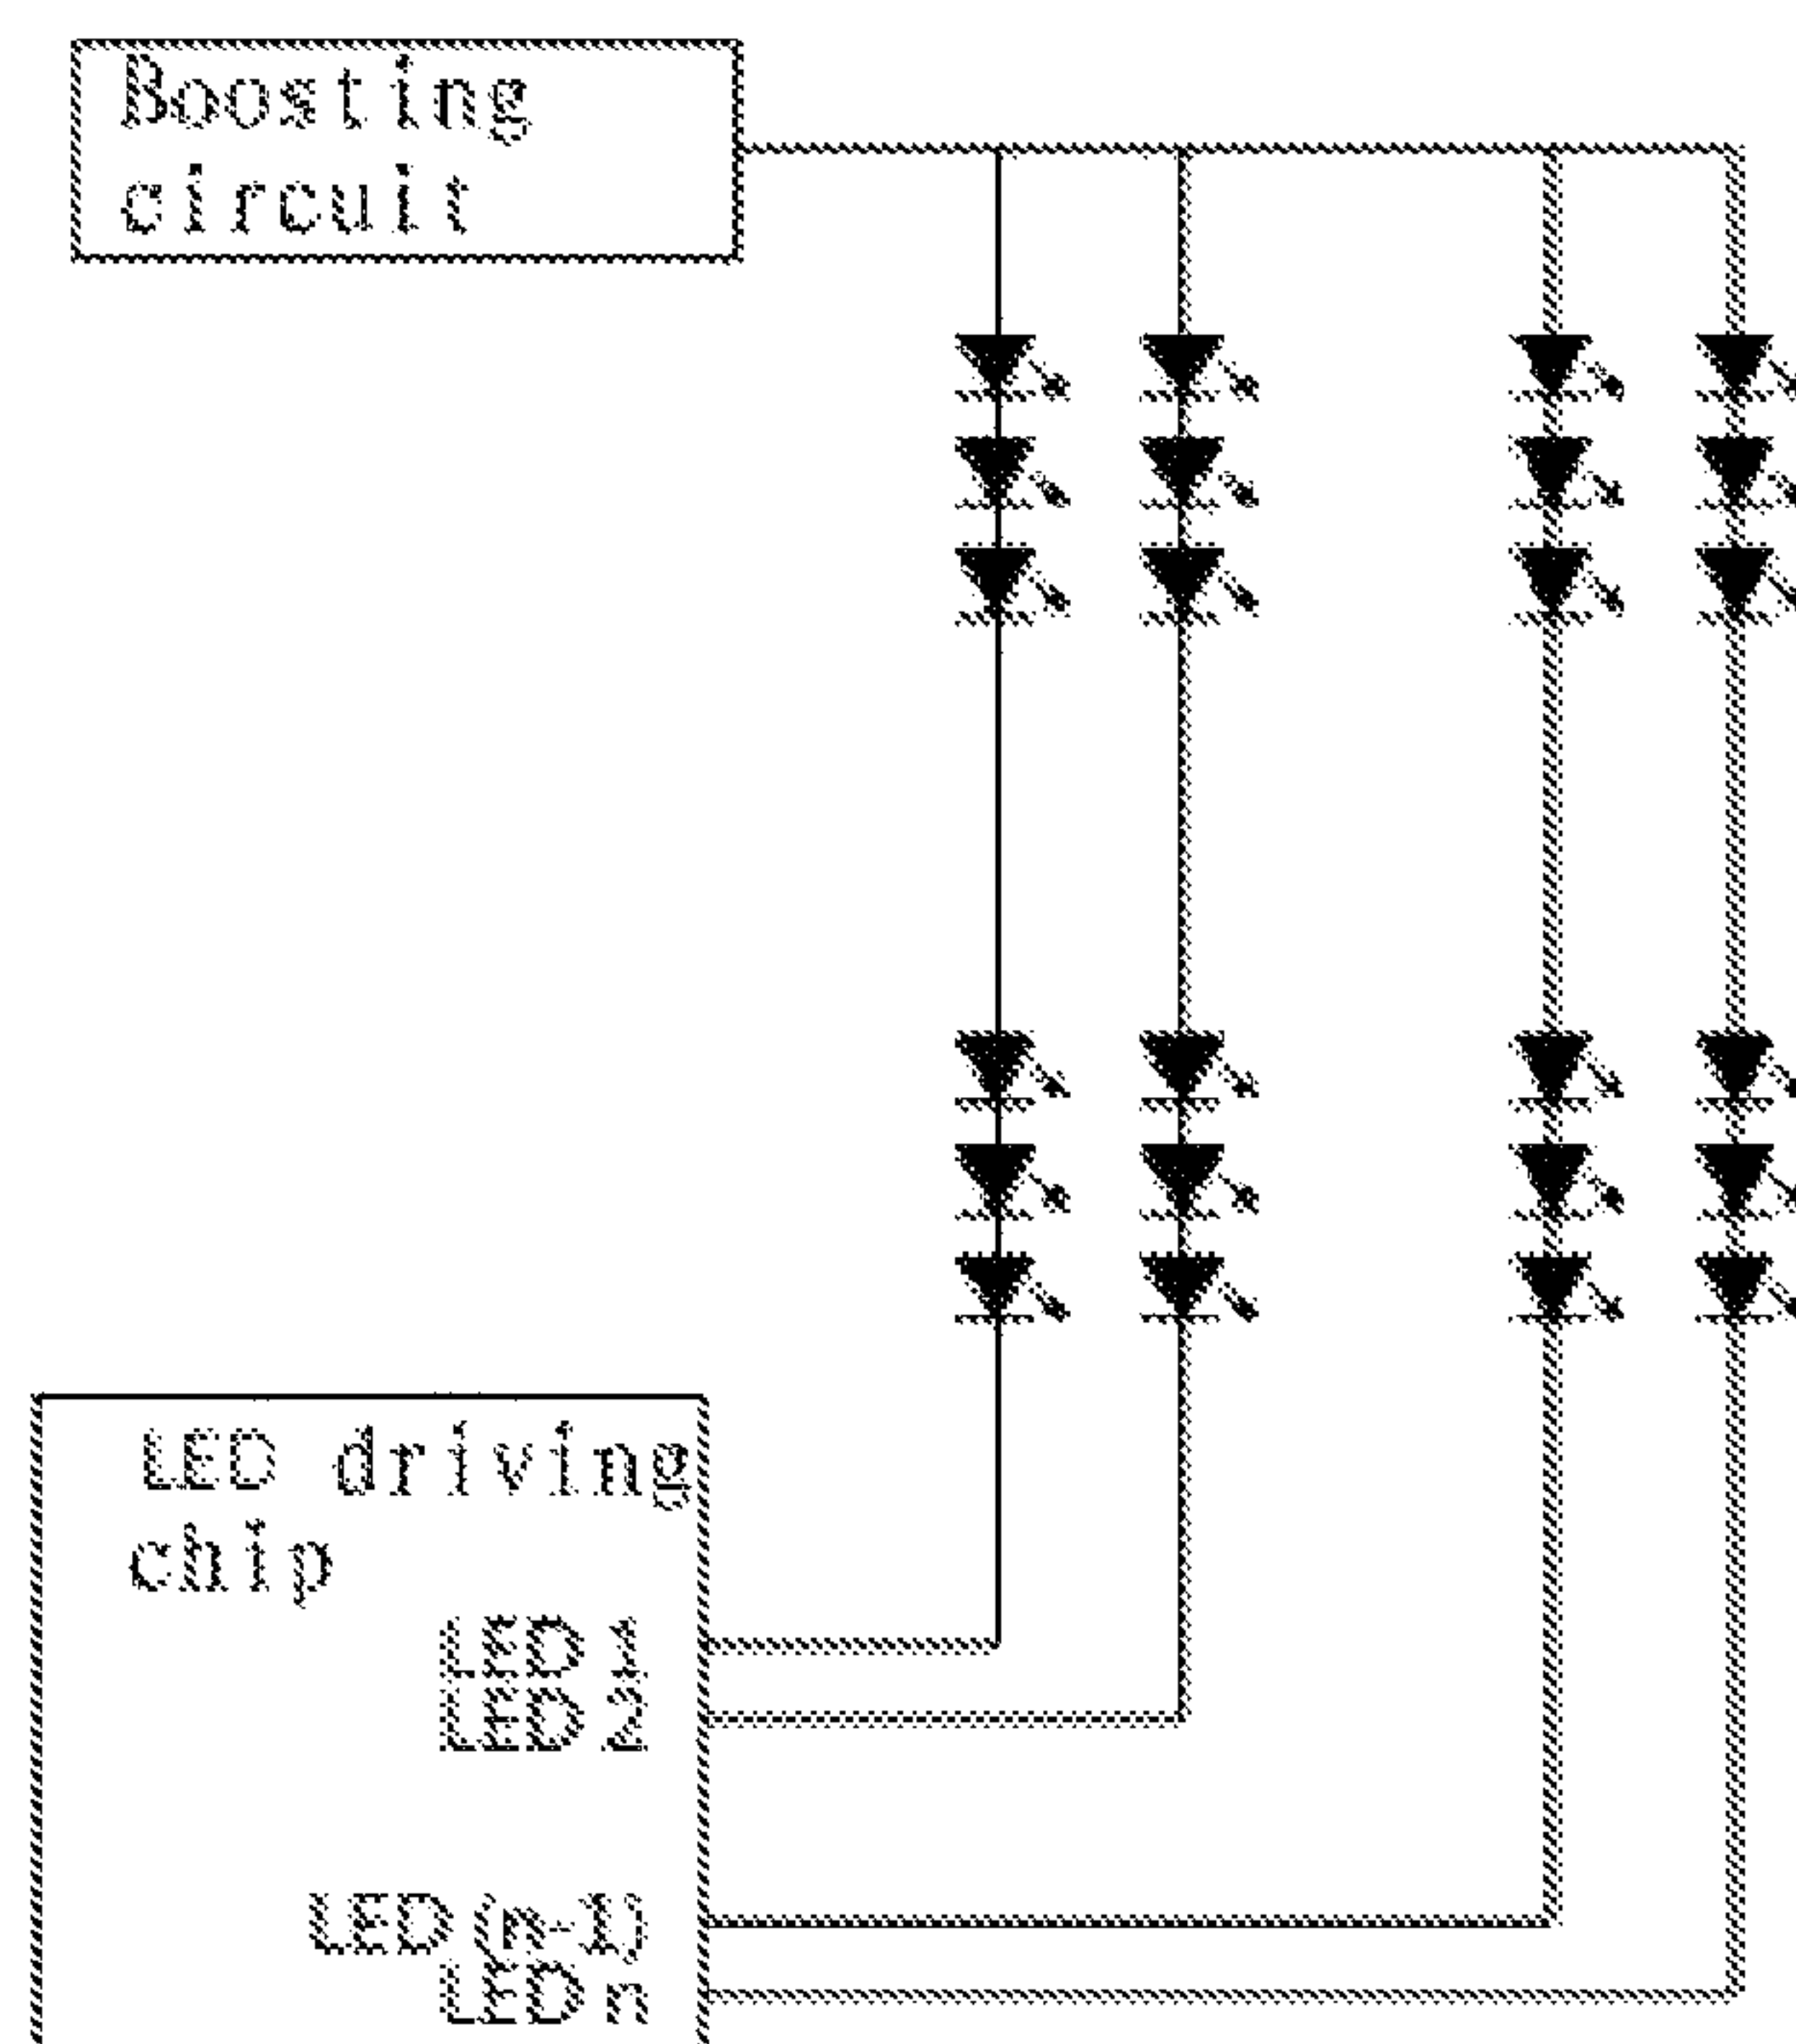 Boosting
circuit
LED driving
chip
LED 1
LED 2
LED (n-1)
LED n